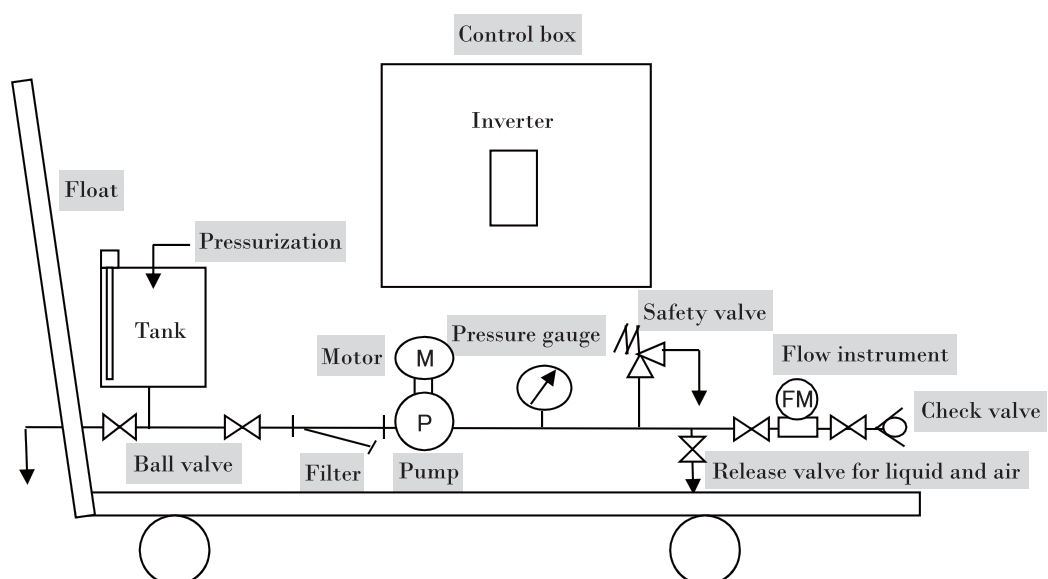 Control box
Inverter
Float
Pressurization
Tank
Safety valve
Pressure gauge
Motor
M
Flow instrument
FM
Check valve
P
Ball valve
Filter
Pump
Release valve for liquid and air